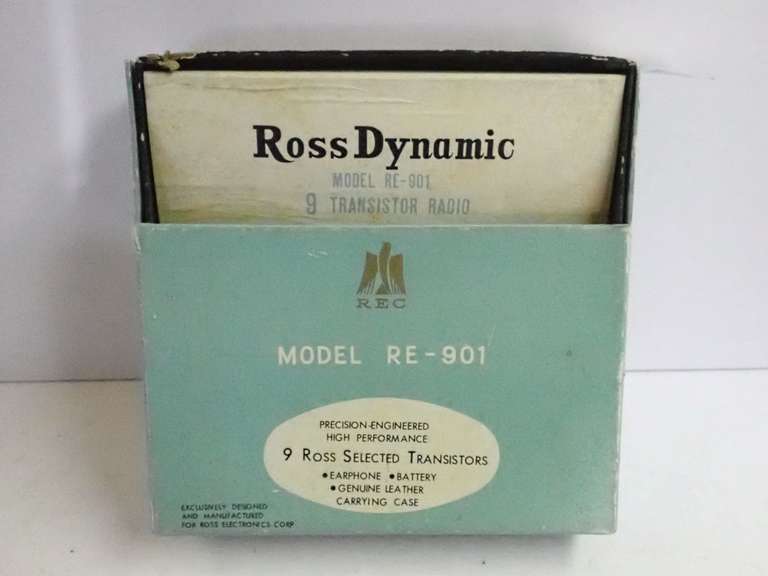 Ross Dynamic
MODEL RE-901
9 TRANSISTOR RADIO
REC
MODEL RE-901
PRECISION-ENGINEERED
HIGH PERFORMANCE
9 ROSS SELECTED TRANSISTORS
•EARPHONE •BATTERY
•GENUINE LEATHER
CARRYING CASE
EXCLUSIVELY DESIGNED
AND MANUFACTURED
FOR ROSS ELECTRONICS CORP.